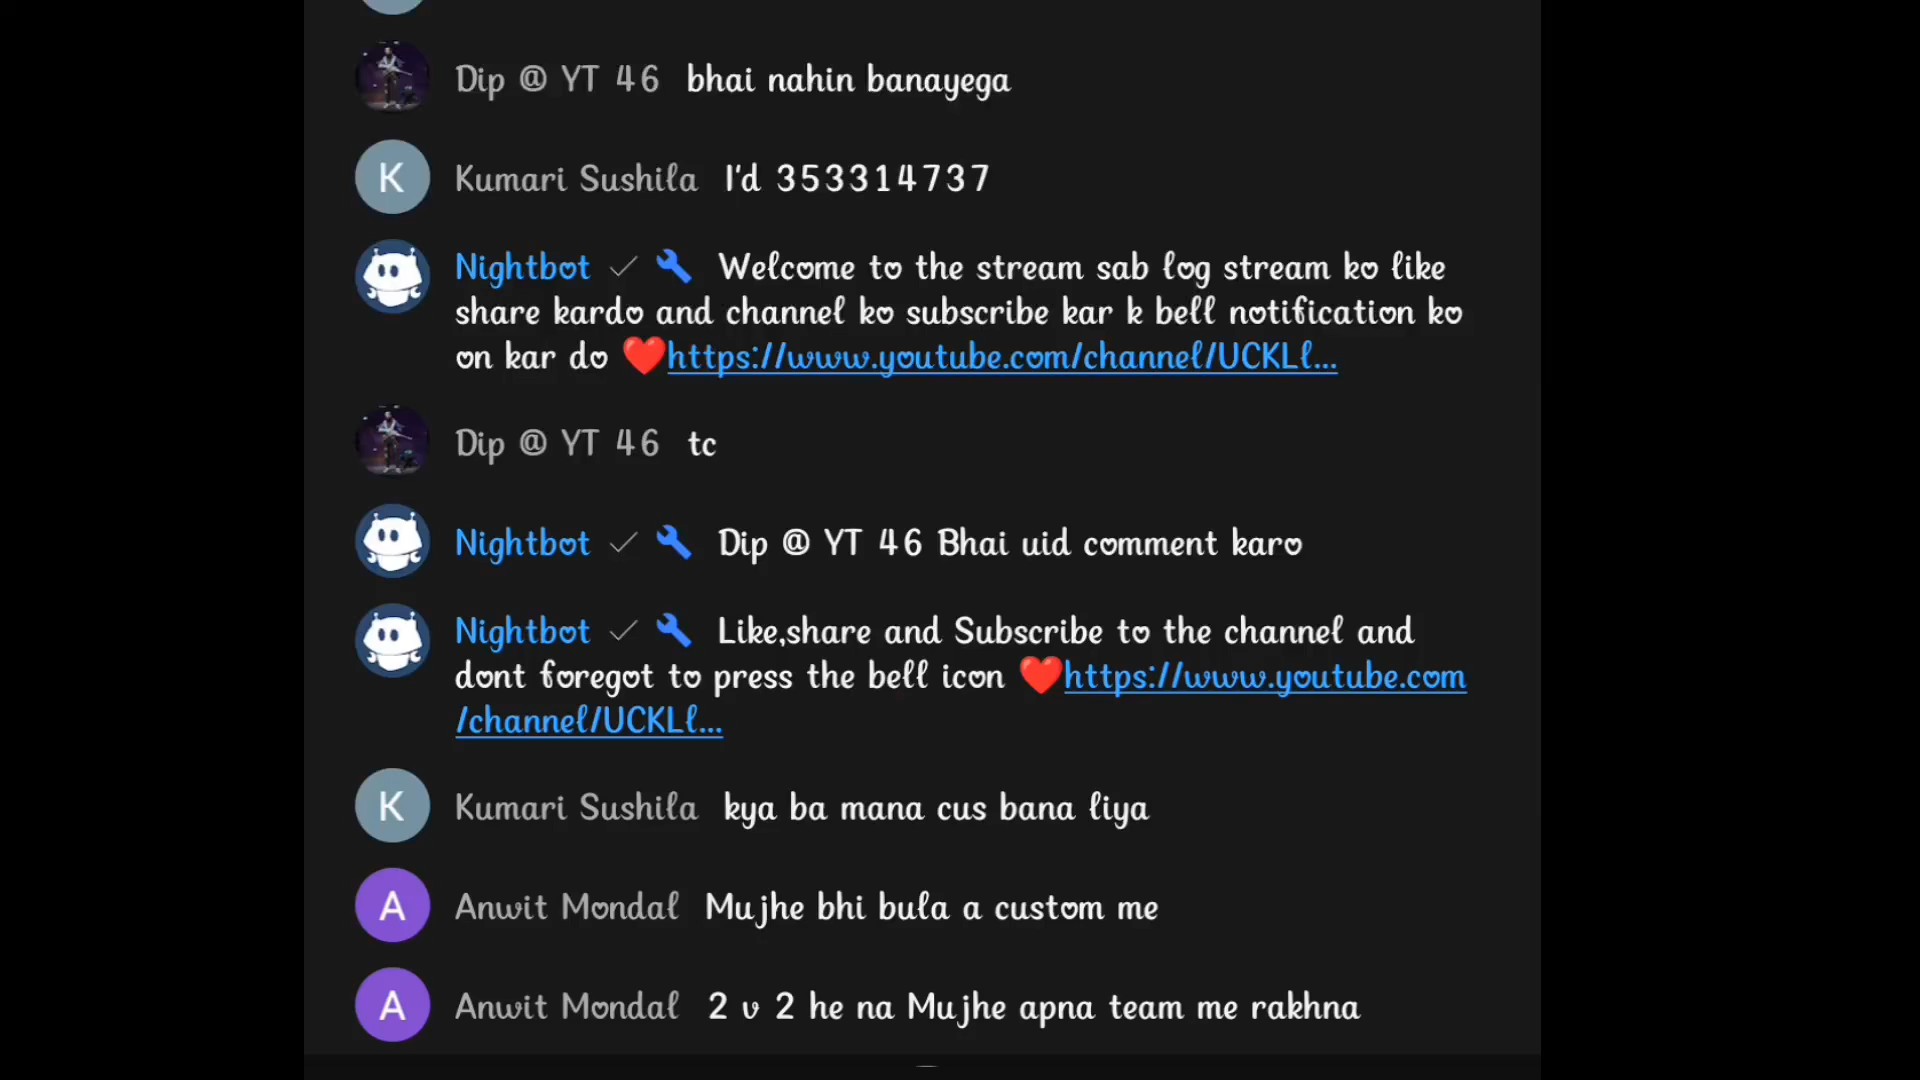 Dip @ YT 46 bhai nahin banayega
K Kumari Sushila I'd 353314737
Nightbot Welcome to the stream sab log stream ko like
share kardo and channel ko subscribe kar k bell notification ko
on kar do ❤️https://www.youtube.com/channel/UCKLl...
Dip @ YT 46 tc
Nightbot Dip @ YT 46 Bhai uid comment karo
Nightbot Like,share and Subscribe to the channel and
dont foregot to press the bell icon ❤️https://www.youtube.com
/channel/UCKLl...
K Kumari Sushila kya ba mana cus bana liya
A Anwit Mondal Mujhe bhi bula a custom me
A Anwit Mondal 2 v 2 he na Mujhe apna team me rakhna